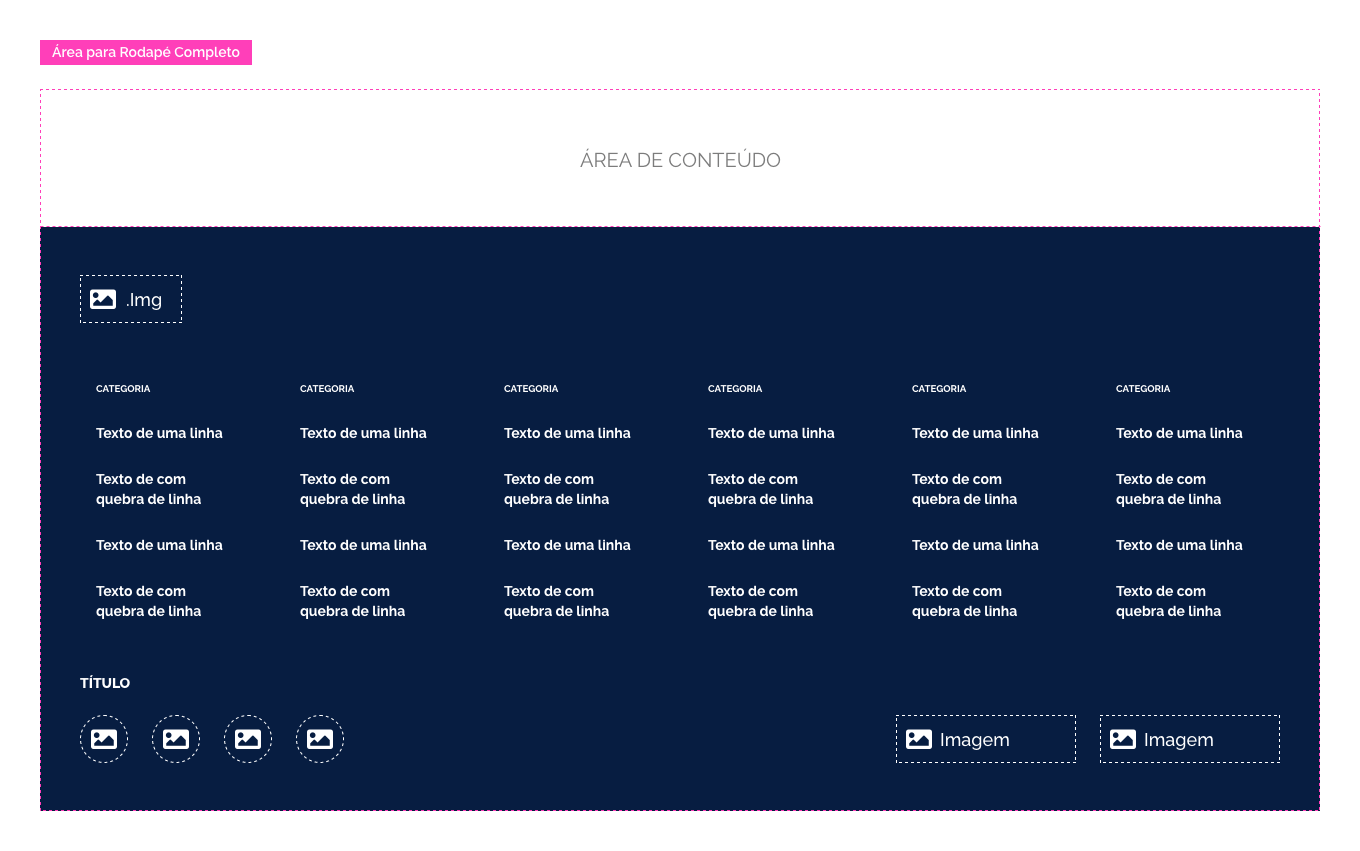 Área para Rodapé Completo
ÁREA DE CONTEÚDO
.Img
CATEGORIA CATEGORIA CATEGORIA CATEGORIA CATEGORIA CATEGORIA
Texto de uma linha Texto de uma linha Texto de uma linha Texto de uma linha Texto de uma linha Texto de uma linha
Texto de com Texto de com Texto de com Texto de com Texto de com Texto de com
quebra de linha quebra de linha quebra de linha quebra de linha quebra de linha quebra de linha
Texto de uma linha Texto de uma linha Texto de uma linha Texto de uma linha Texto de uma linha Texto de uma linha
Texto de com Texto de com Texto de com Texto de com Texto de com Texto de com
quebra de linha quebra de linha quebra de linha quebra de linha quebra de linha quebra de linha
TÍTULO
Imagem Imagem